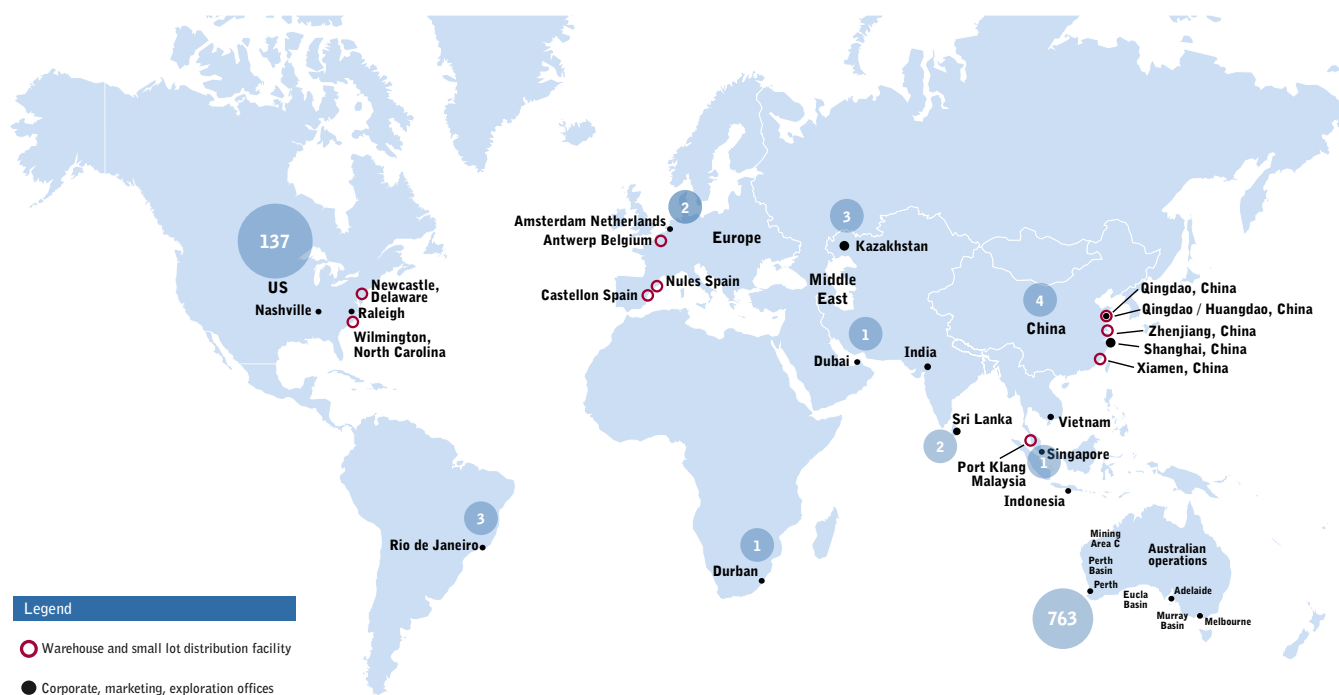 137
US
Nashville
Newcastle,
Delaware
Raleigh
Wilmington,
North Carolina
3
Rio de Janeiro
2
Amsterdam Netherlands
Antwerp Belgium
Europe
Nules Spain
Castellon Spain
3
Kazakhstan
Middle
East
1
Dubai
India
4
China
Qingdao, China
Qingdao / Huangdao, China
Zhenjiang, China
Shanghai, China
Xiamen, China
Sri Lanka
2
Vietnam
Port Klang
Malaysia
1
Singapore
Indonesia
1
Durban
Mining
Area C
Australian
operations
Perth
Basin
Perth
Eucla
Basin
Adelaide
Murray
Basin
Melbourne
763
Legend
Warehouse and small lot distribution facility
Corporate, marketing, exploration offices